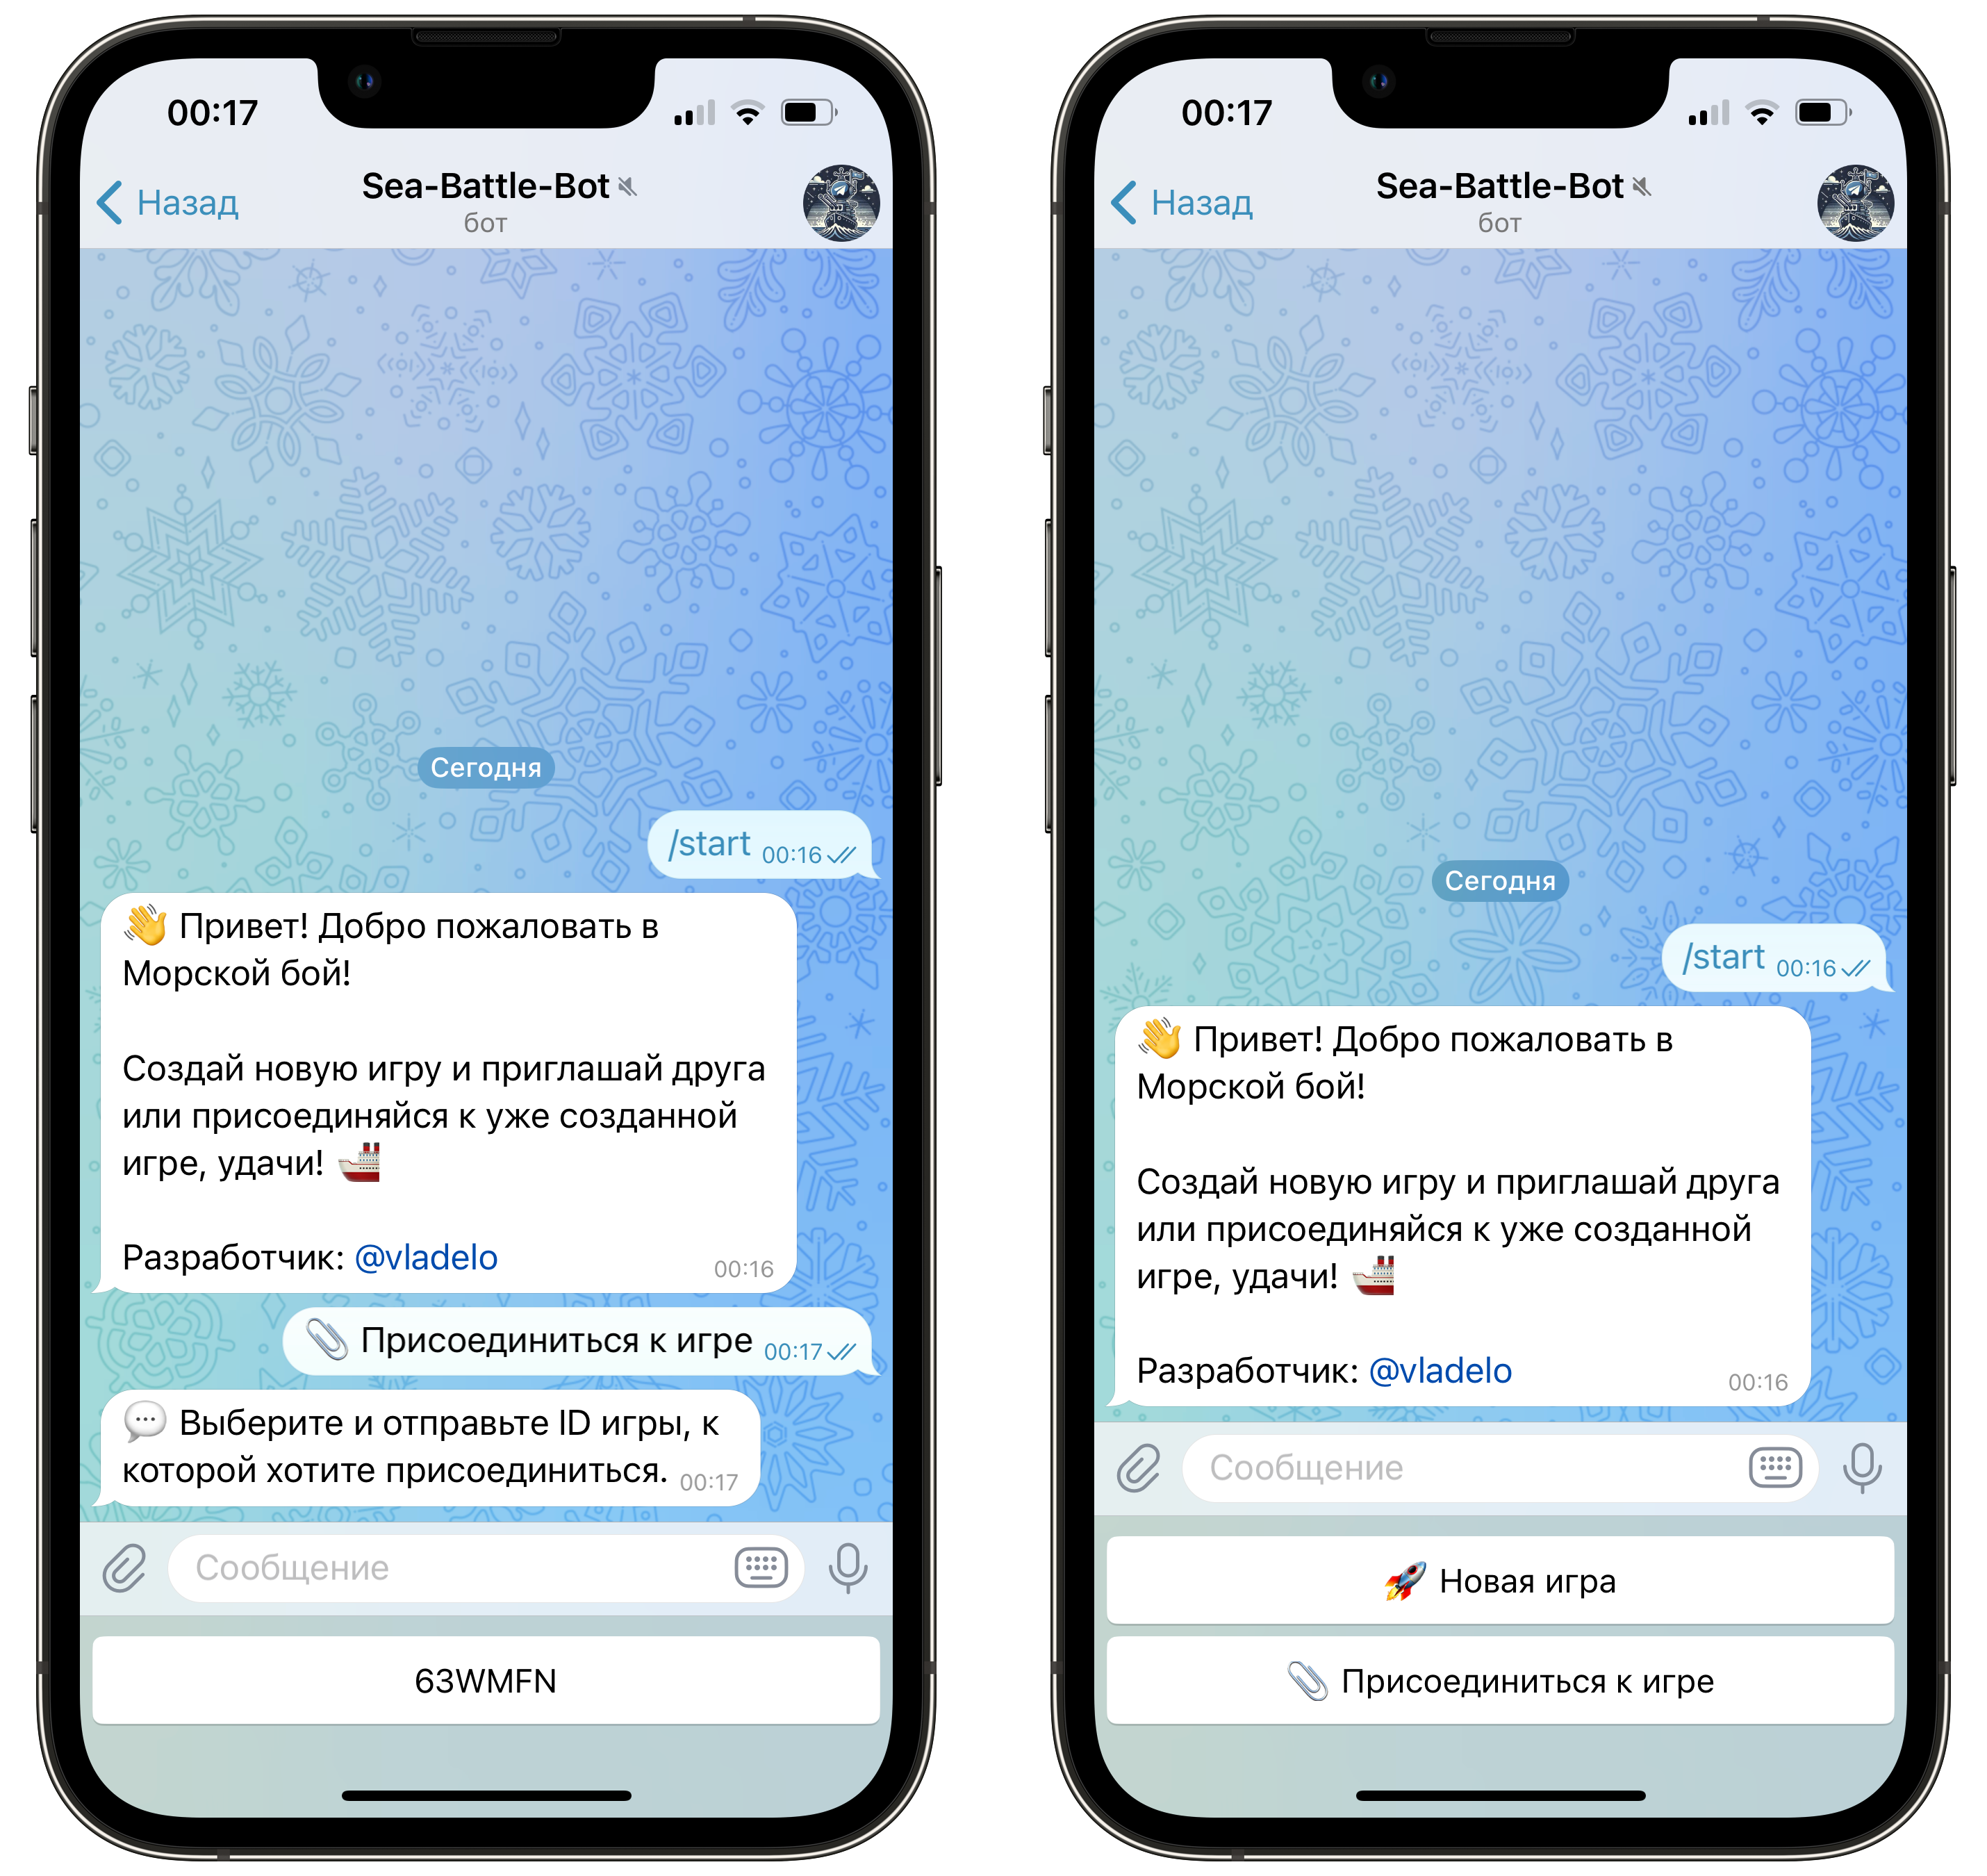 00:17
Назад
Sea-Battle-Bot
бот
Сегодня
/start 00:16
👋 Привет! Добро пожаловать в
Морской бой!
Создай новую игру и приглашай друга
или присоединяйся к уже созданной
игре, удачи! 🚢
Разработчик: @vladelo 00:16
📎 Присоединиться к игре 00:17
💬 Выберите и отправьте ID игры, к
которой хотите присоединиться. 00:17
Сообщение
63WMFN
00:17
Назад
Sea-Battle-Bot
бот
Сегодня
/start 00:16
👋 Привет! Добро пожаловать в
Морской бой!
Создай новую игру и приглашай друга
или присоединяйся к уже созданной
игре, удачи! 🚢
Разработчик: @vladelo 00:16
Сообщение
🚀 Новая игра
📎 Присоединиться к игре